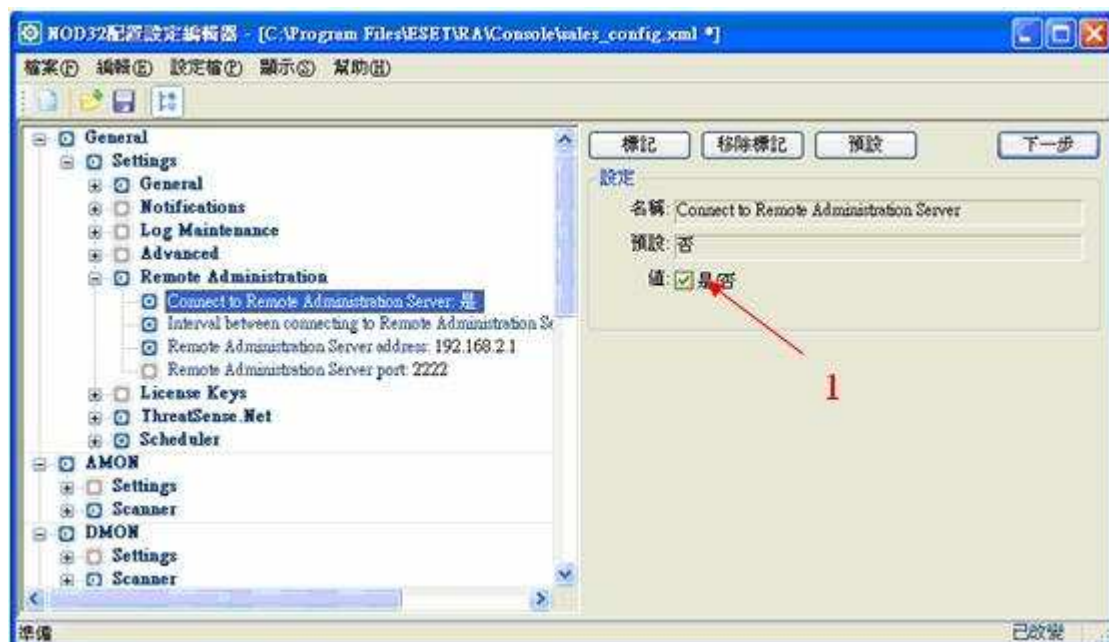 NOD32配置設定編輯器 - [C:\Program Files\ESET\RA\Console\sales_config.xml *]
檔案(F) 編輯(E) 設定檔(P) 顯示(S) 幫助(H)
General
Settings
General
Notifications
Log Maintenance
Advanced
Remote Administration
Connect to Remote Administration Server: 是
Interval between connecting to Remote Administration Se
Remote Administration Server address: 192.168.2.1
Remote Administration Server port: 2222
License Keys
ThreatSense.Net
Scheduler
AMON
Settings
Scanner
DMON
Settings
Scanner
標記 移除標記 預設 下一步
設定
名稱: Connect to Remote Administration Server
預設: 否
值: 是/否
1
準備 已改變